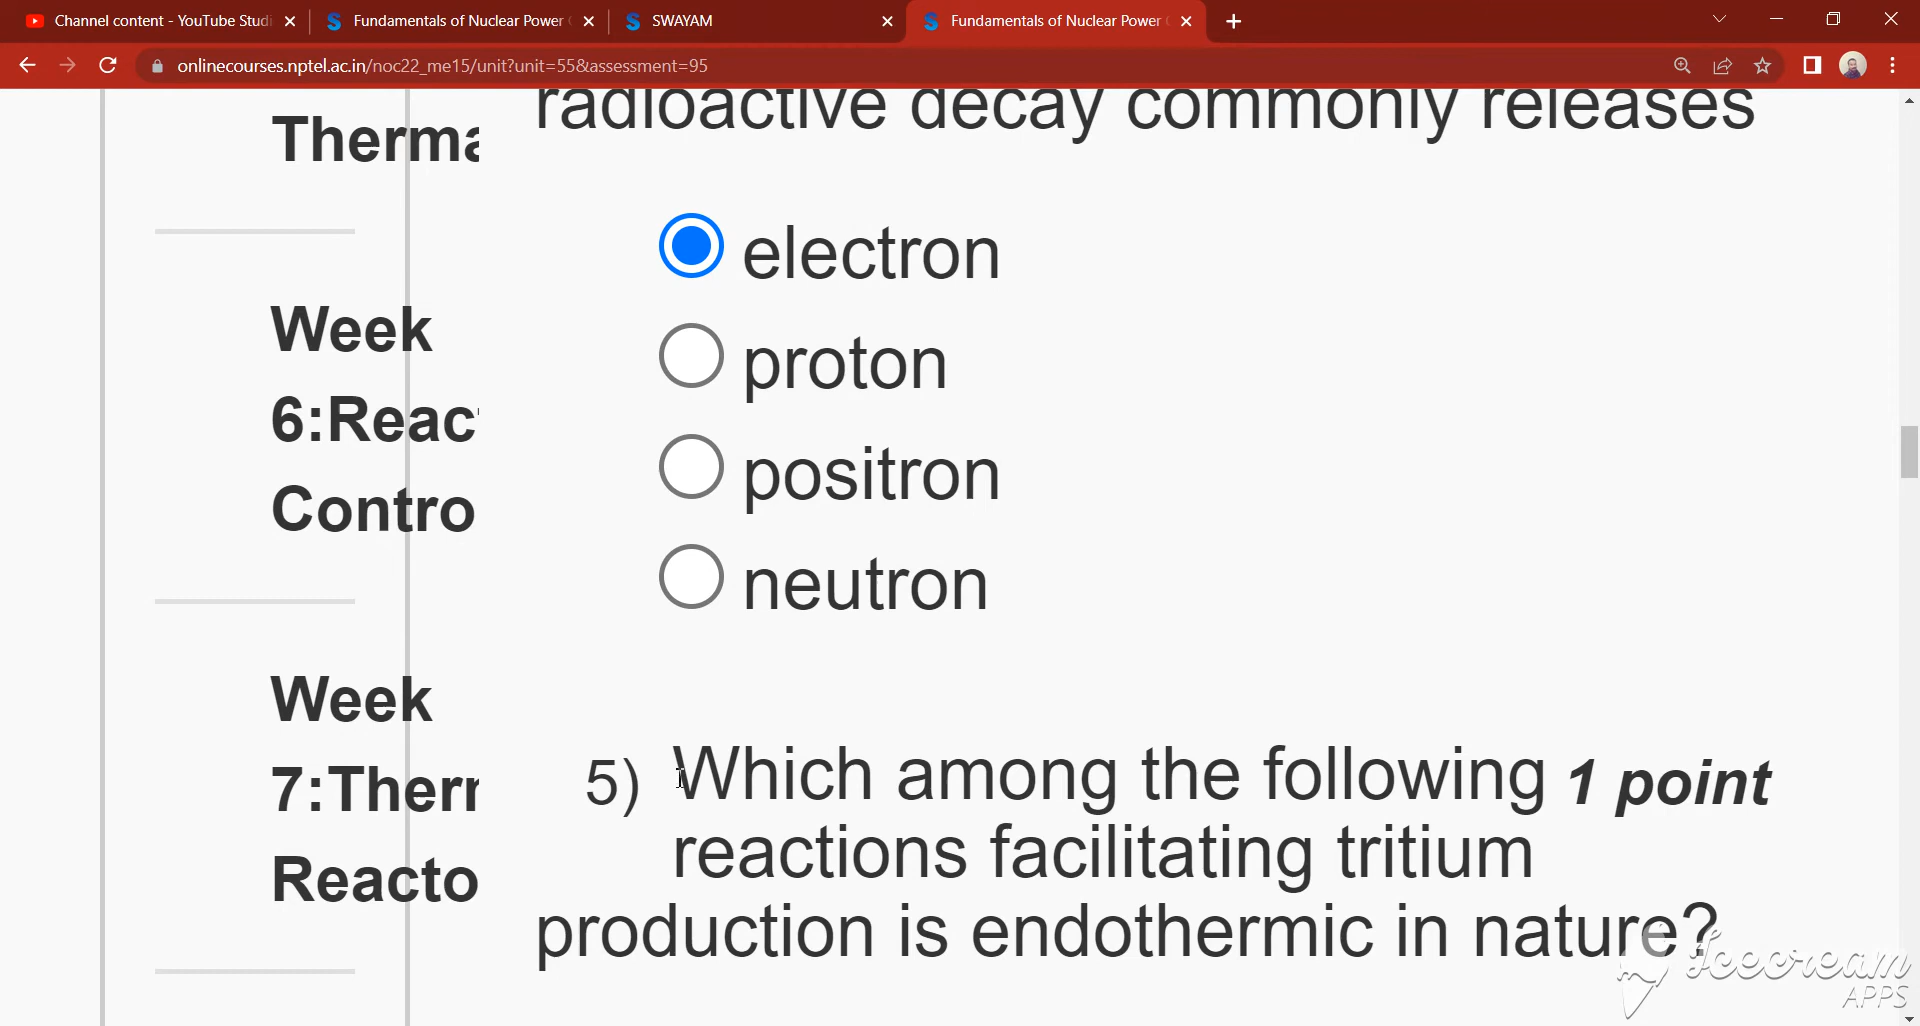 Channel content - YouTube Studi
Fundamentals of Nuclear Power
SWAYAM
Fundamentals of Nuclear Power
onlinecourses.nptel.ac.in/noc22_me15/unit?unit=55&assessment=95
radioactive decay commonly releases
Therma
electron
proton
positron
neutron
Week
6:Reac
Contro
Week
7:Ther
Reacto
5) Which among the following 1 point
reactions facilitating tritium
production is endothermic in nature?
Icecream
APPS